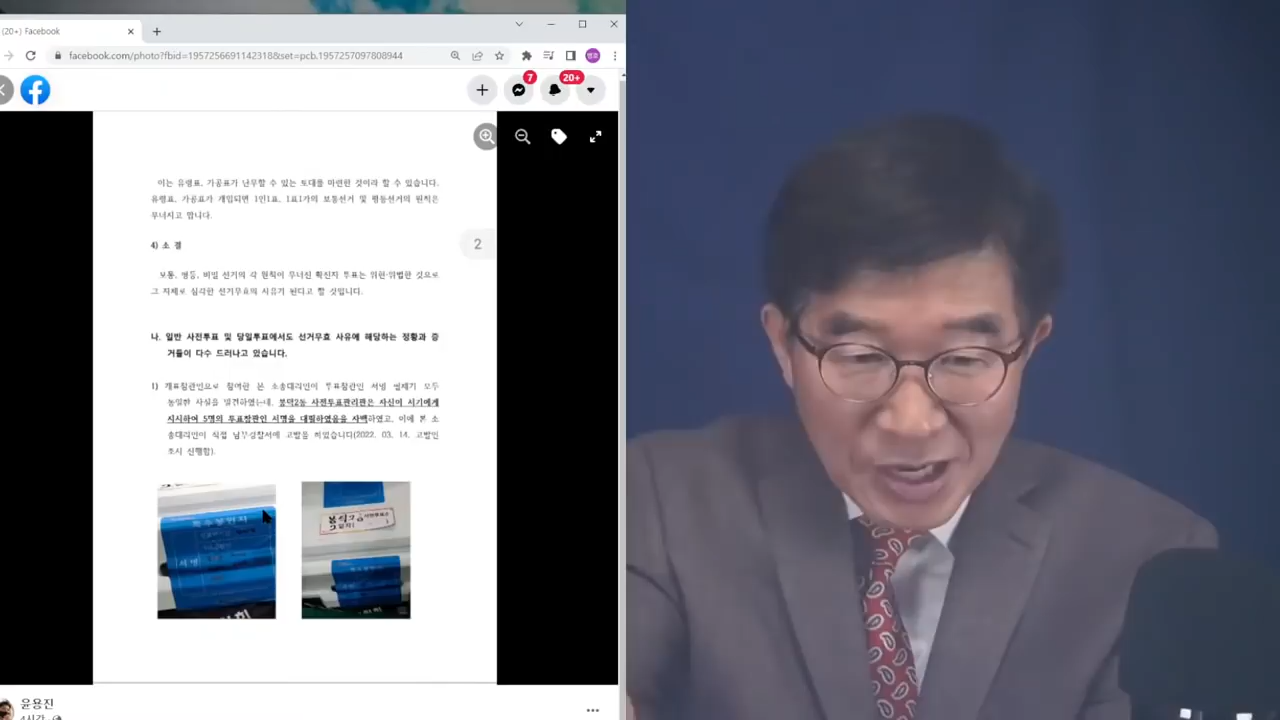 (20+) Facebook
facebook.com/photo?fbid=1957256691142318&set=pcb.1957257097808944
7
20+
이는 유령표, 가공표가 난무할 수 있는 토대를 마련한 것이라 할 수 있습니다.
유령표, 가공표가 개입되면 1인1표, 1표1가의 보통선거 및 평등선거의 원칙은
무너지고 맙니다.
4) 소 결
2
보통, 평등, 비밀 선거의 각 원칙이 무너진 확진자 투표는 위헌·위법한 것으로
그 자체로 심각한 선거무효의 사유가 된다고 할 것입니다.
나. 일반 사전투표 및 당일투표에서도 선거무효 사유에 해당하는 정황과 증
거들이 다수 드러나고 있습니다.
1) 개표참관인으로 참여한 본 소송대리인이 투표참관인 서명 필체가 모두
동일한 사실을 발견하였는데, 봉덕2동 사전투표관리관은 자신이 서기에게
지시하여 5명의 투표참관인 서명을 대필하였음을 자백하였고, 이에 본 소
송대리인이 직접 남부경찰서에 고발을 하였습니다(2022. 03. 14. 고발인
조사 진행함).
특수봉인지
서명
윤용진
4시간